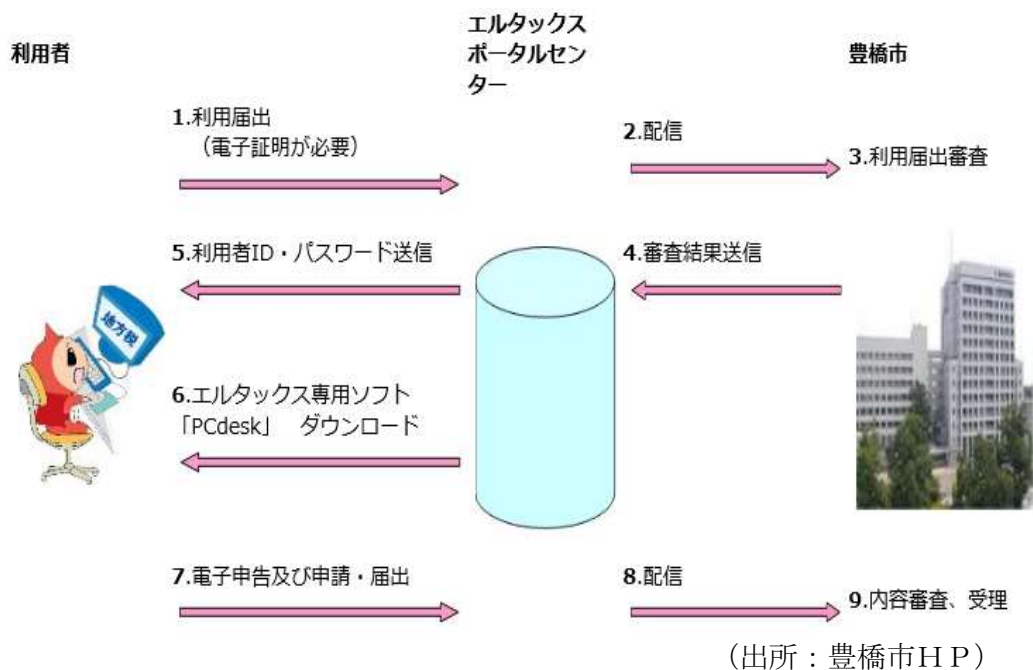 利用者
エルタックス
ポータルセン
ター
豊橋市
1.利用届出
（電子証明が必要）
2.配信
3.利用届出審査
5.利用者ID・パスワード送信
4.審査結果送信
地方税
6.エルタックス専用ソフト
「PCdesk」　ダウンロード
7.電子申告及び申請・届出
8.配信
9.内容審査、受理
（出所：豊橋市ＨＰ）